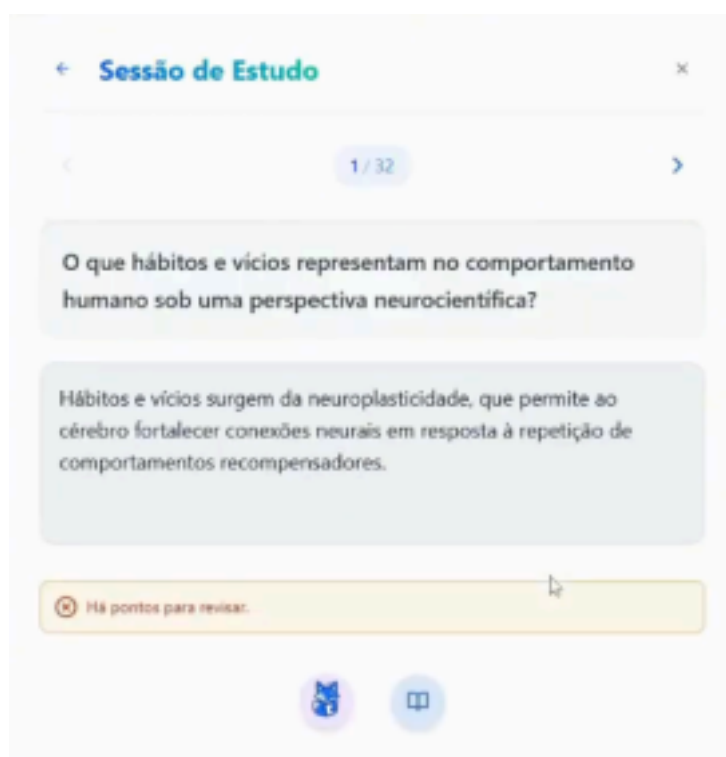 Sessão de Estudo
1 / 32
O que hábitos e vícios representam no comportamento
humano sob uma perspectiva neurocientífica?
Hábitos e vícios surgem da neuroplasticidade, que permite ao
cérebro fortalecer conexões neurais em resposta à repetição de
comportamentos recompensadores.
Há pontos para revisar.